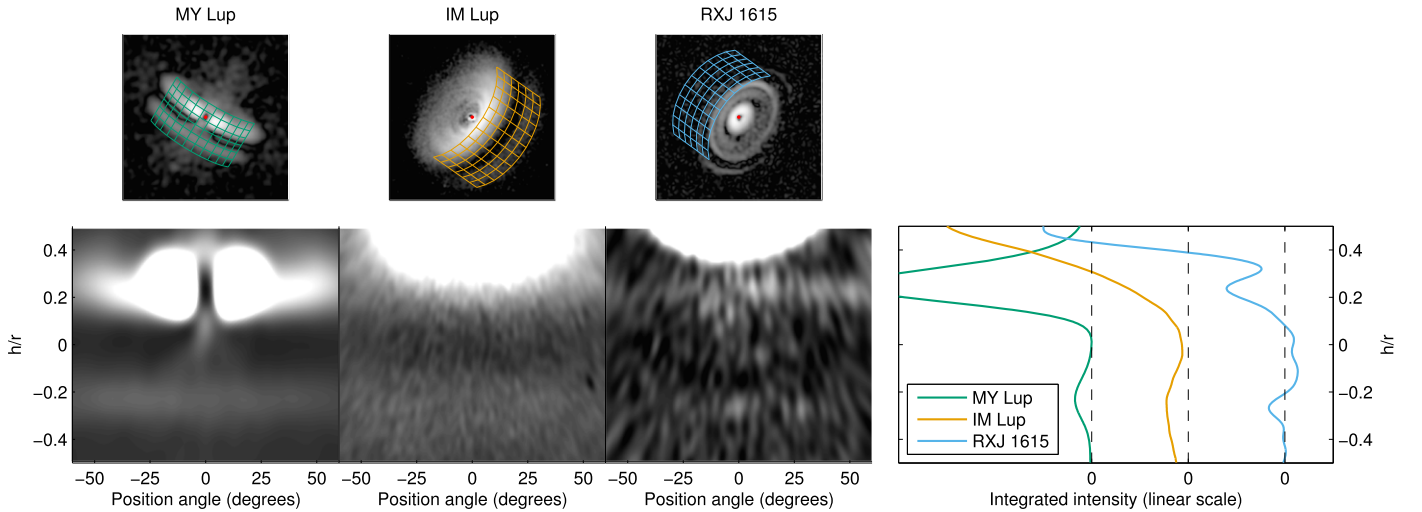 MY Lup
IM Lup
RXJ 1615
0.4
0.2
0
−0.2
−0.4
h/r
−50 −25 0 25 50
Position angle (degrees)
−50 −25 0 25 50
Position angle (degrees)
−50 −25 0 25 50
Position angle (degrees)
MY Lup
IM Lup
RXJ 1615
0 0 0
Integrated intensity (linear scale)
0.4
0.2
0
−0.2
−0.4
h/r